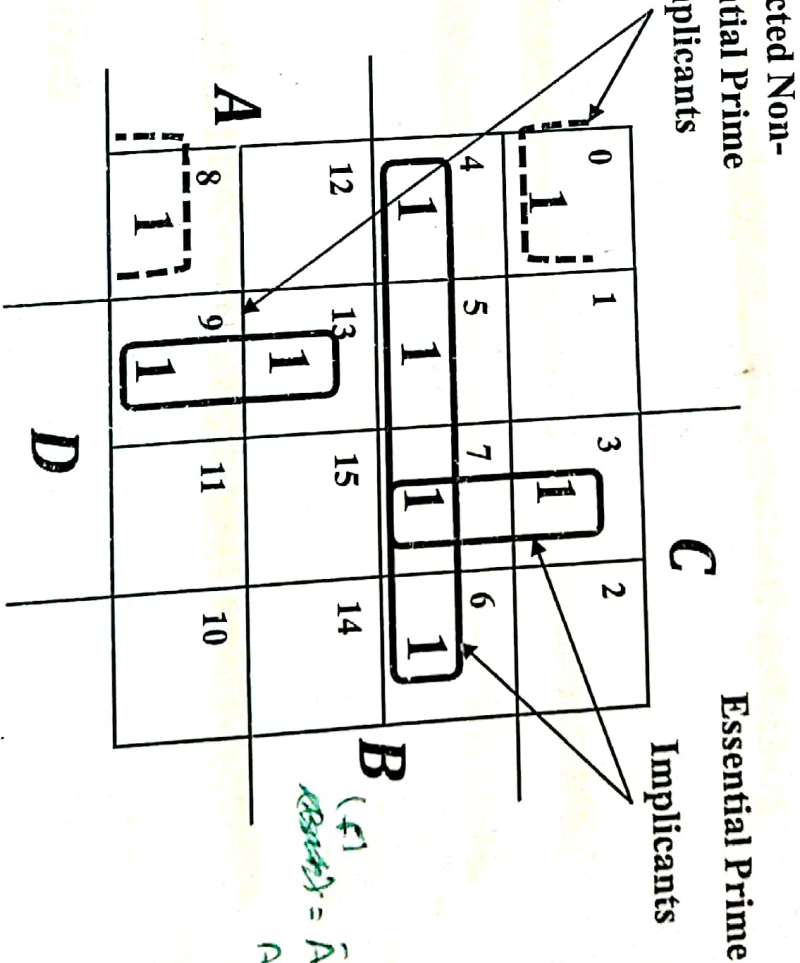 cted Non-
tial Prime Essential Prime
plicants Implicants
C
0 1 3 2
1 1
4 5 7 6
1 1 1 1
B
12 13 15 14
1
A
8 9 11 10
1 1
D
= Ā
A